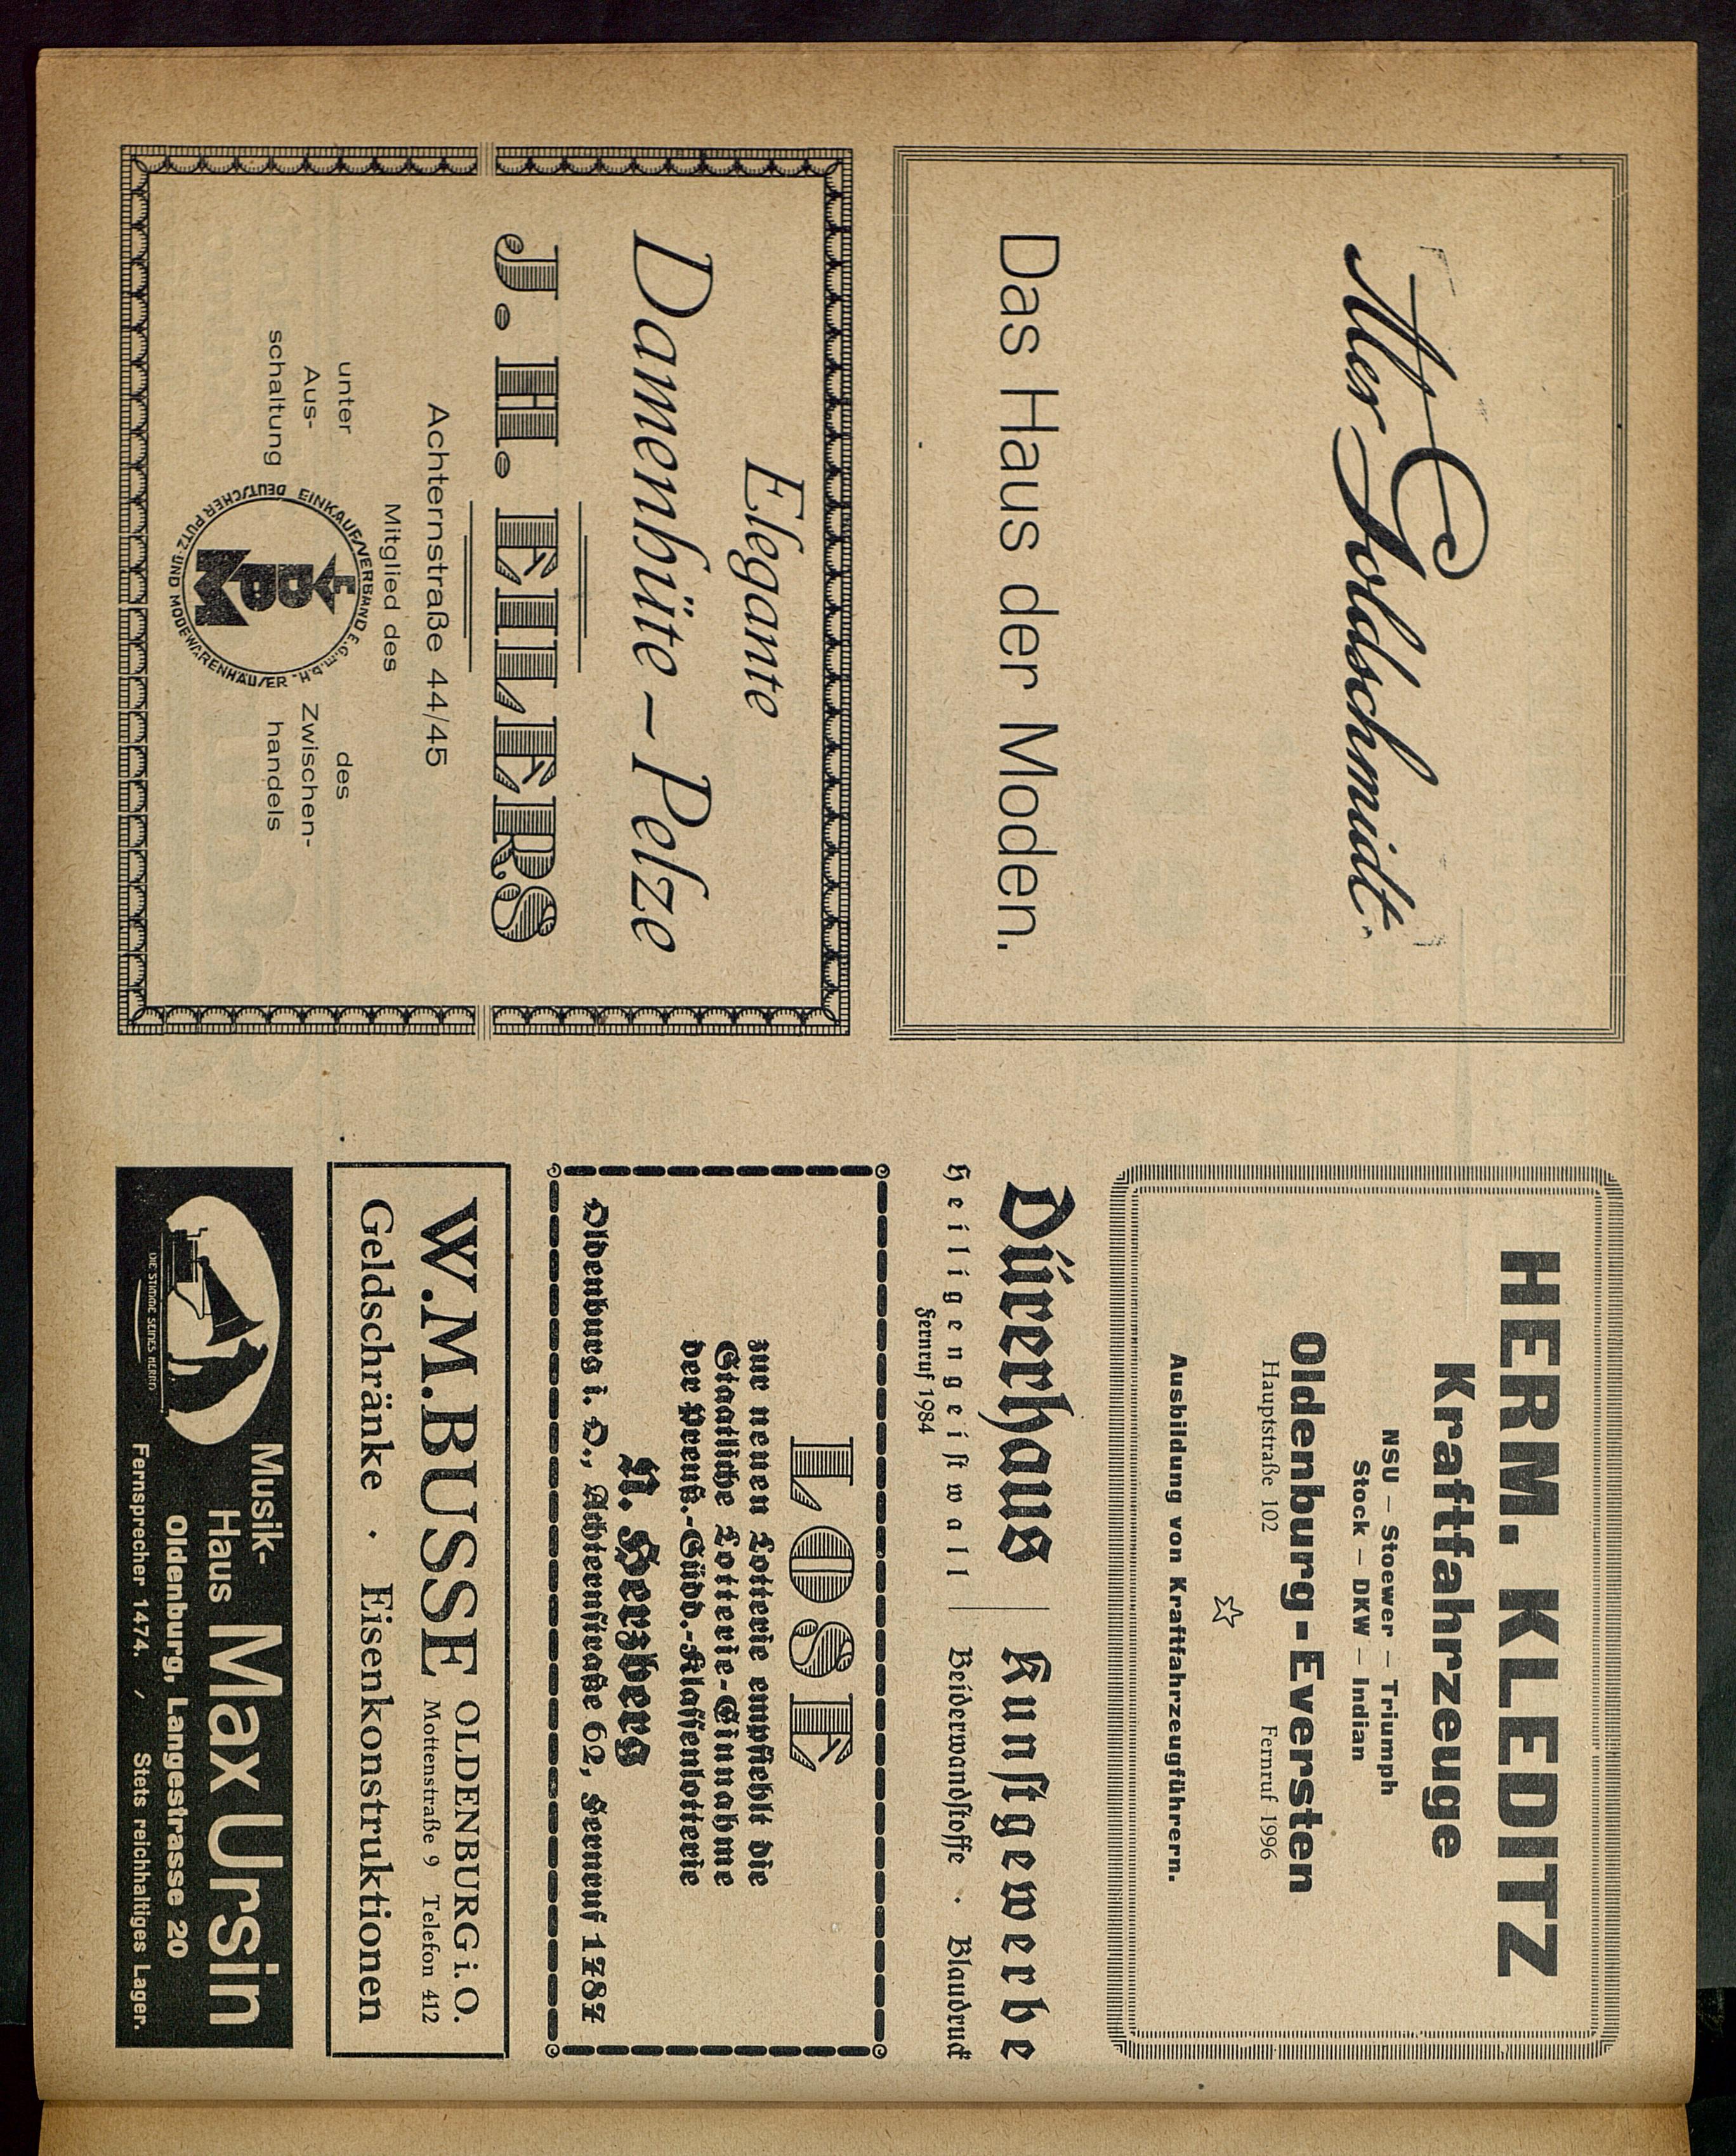 Alex Goldschmidt.
Das Haus der Moden.
Elegante
Damenhüte – Pelze
J. H. EILERS
Achternstraße 44/45
Mitglied des
unter
Aus-
schaltung
EINKAUFSVERBAND E.G.m.b.H. DEUTSCHER PUTZ- UND MODEWARENHÄUSER
EDPM
des
Zwischen-
handels
HERM. KLEDITZ
Kraftfahrzeuge
NSU – Stoewer – Triumph
Stock – DKW – Indian
Oldenburg-Eversten
Hauptstraße 102 Fernruf 1996
Ausbildung von Kraftfahrzeugführern.
Dürerhaus
Heiligengeistwall
Fernruf 1984
Kunstgewerbe
Beiderwandstoffe · Blaudruck
LOSE
zur neuen Lotterie empfiehlt die
Staatliche Lotterie-Einnahme
der Preuß.-Südd.-Klassenlotterie
N. Herzberg
Oldenburg i. O., Achternstraße 62, Fernruf 1787
W.M.BUSSE OLDENBURG i. O.
Mottenstraße 9 Telefon 412
Geldschränke · Eisenkonstruktionen
DIE STIMME SEINES HERRN
Musik-
Haus Max Ursin
Oldenburg, Langestrasse 20
Fernsprecher 1474. / Stets reichhaltiges Lager.